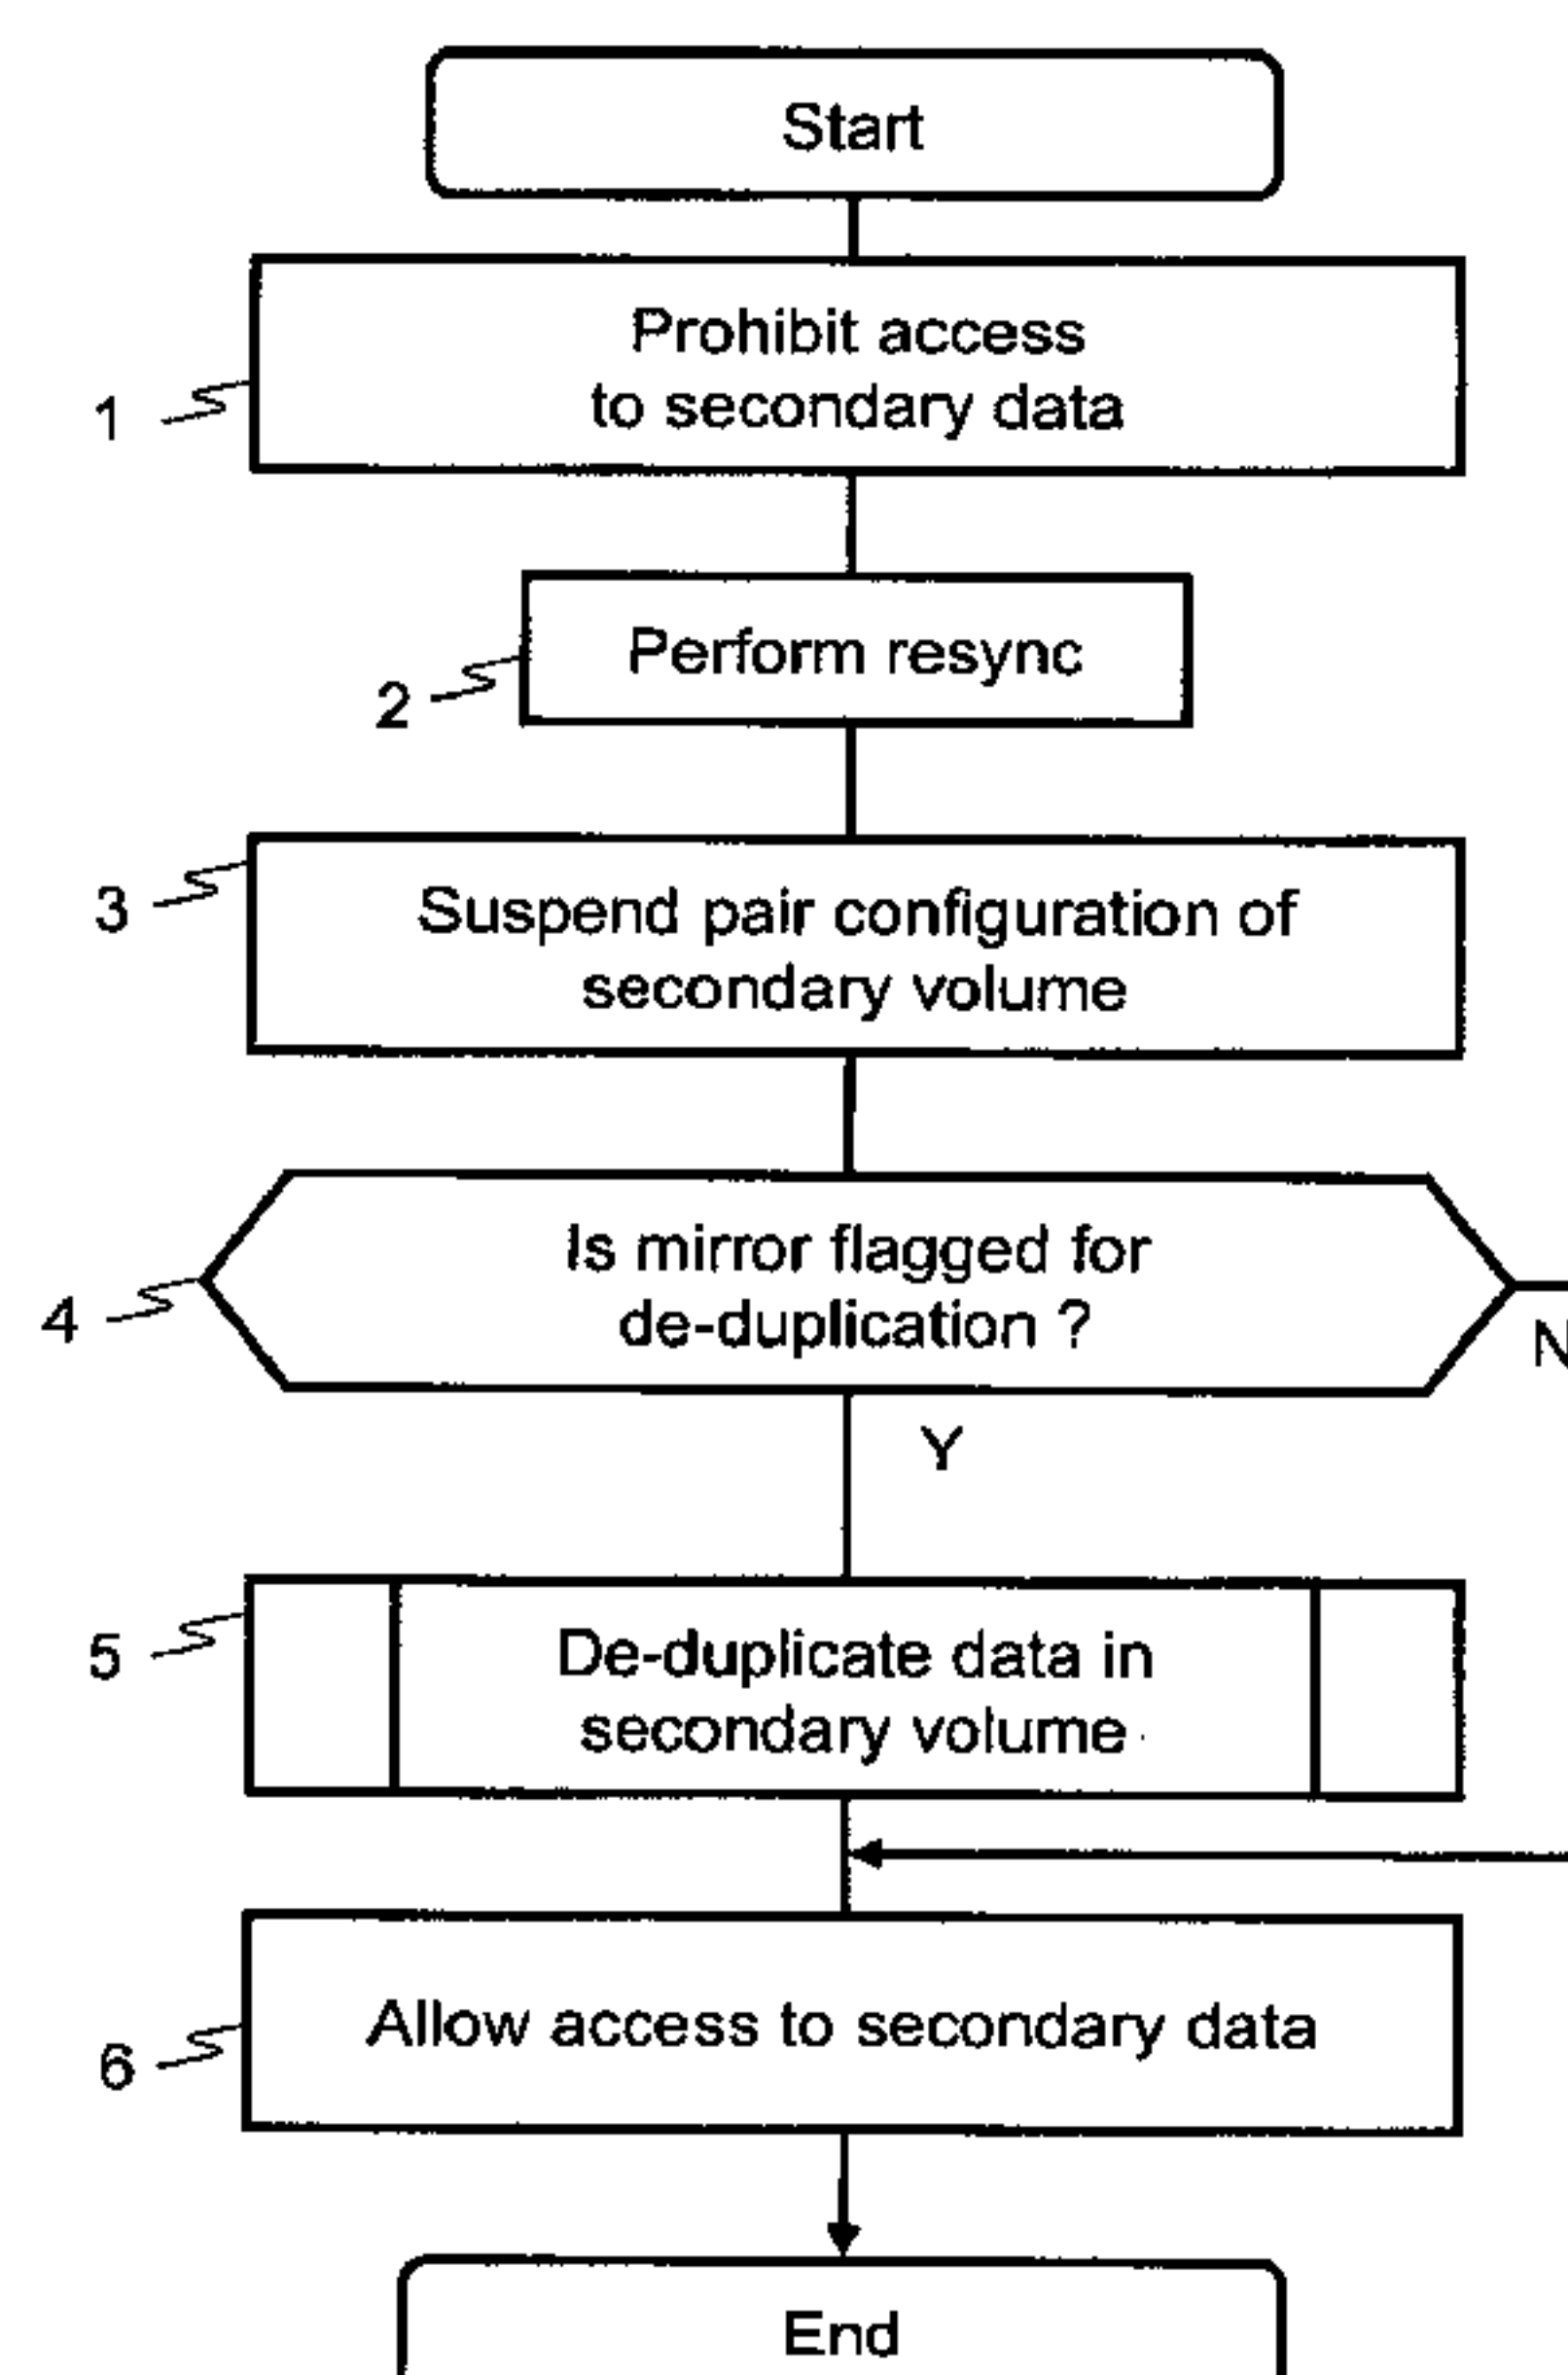 Start
Prohibit access
to secondary data
1
Perform resync
2
3
Suspend pair configuration of
secondary volume
Is mirror flagged for
de-duplication ?
4
N
Y
5
De-duplicate data in
secondary volume
Allow access to secondary data
6
End